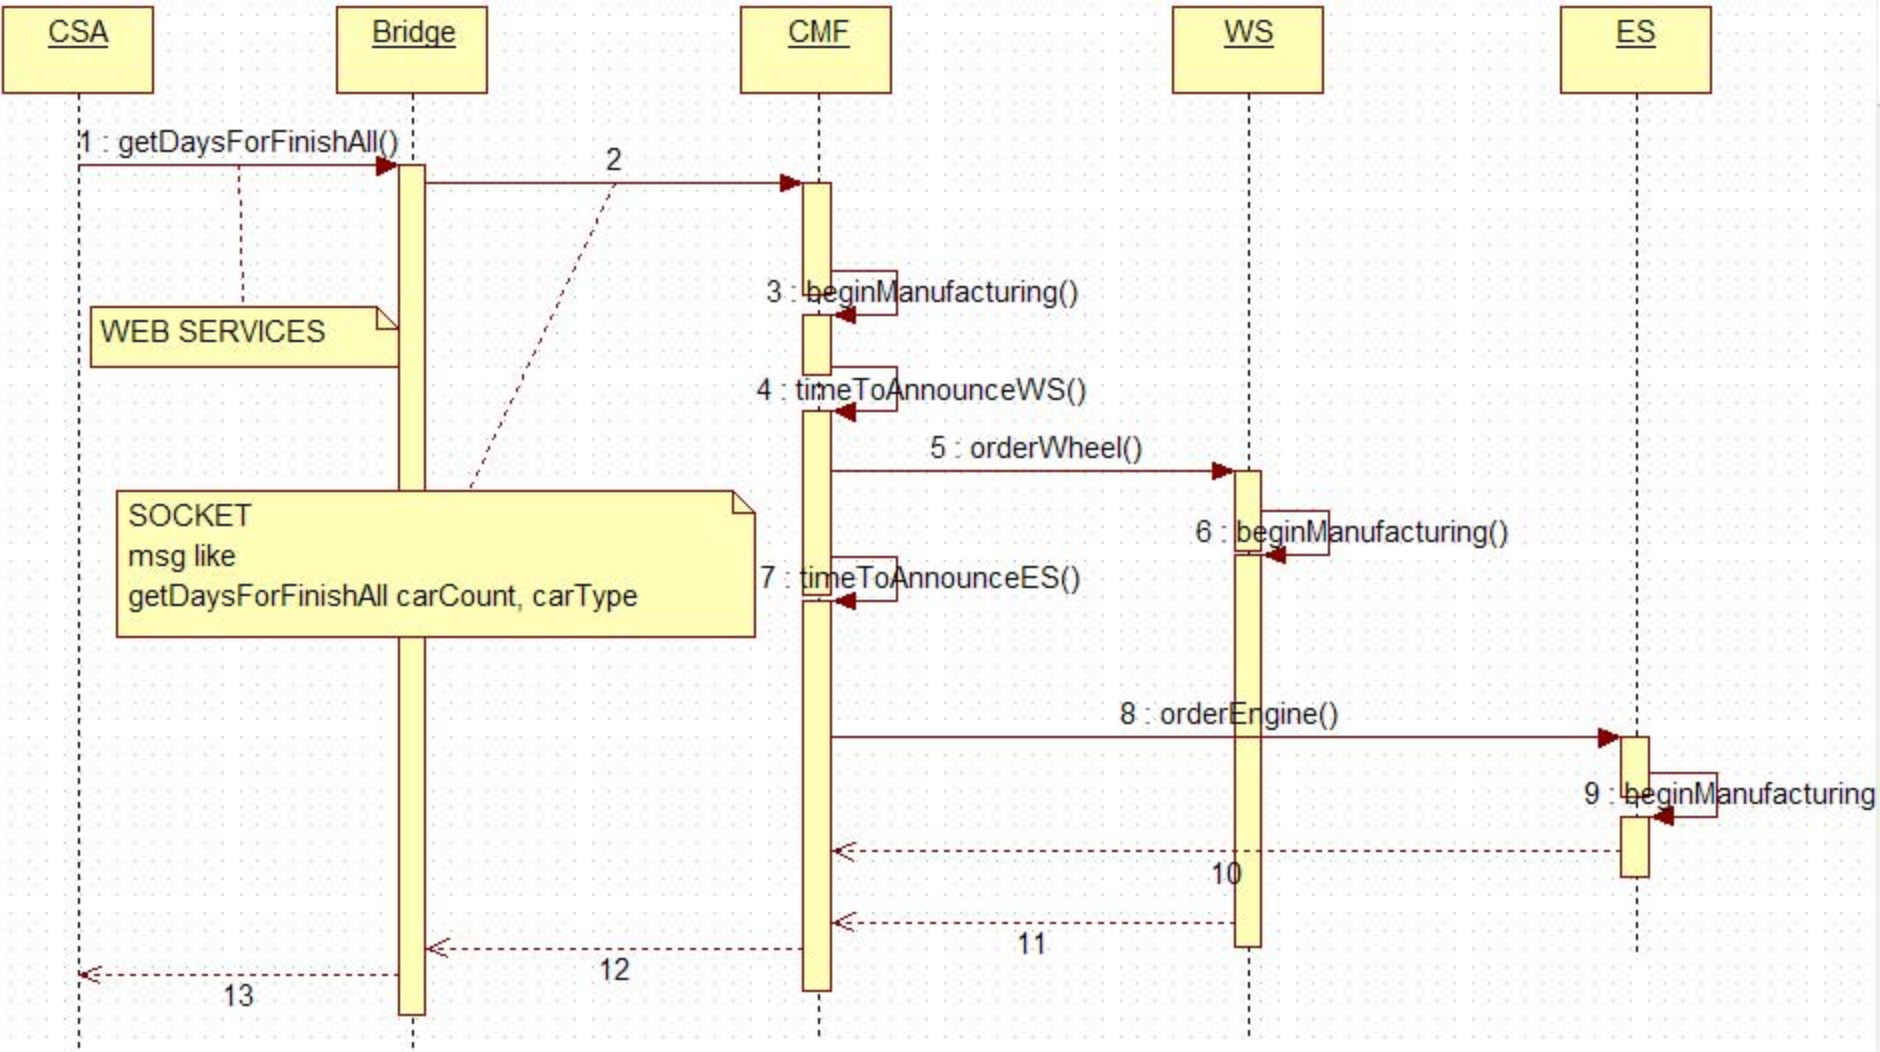 CSA
Bridge
CMF
WS
ES
1 : getDaysForFinishAll()
2
3 : beginManufacturing()
WEB SERVICES
4 : timeToAnnounceWS()
5 : orderWheel()
SOCKET
msg like
getDaysForFinishAll carCount, carType
6 : beginManufacturing()
7 : timeToAnnounceES()
8 : orderEngine()
9 : beginManufacturing
10
11
12
13